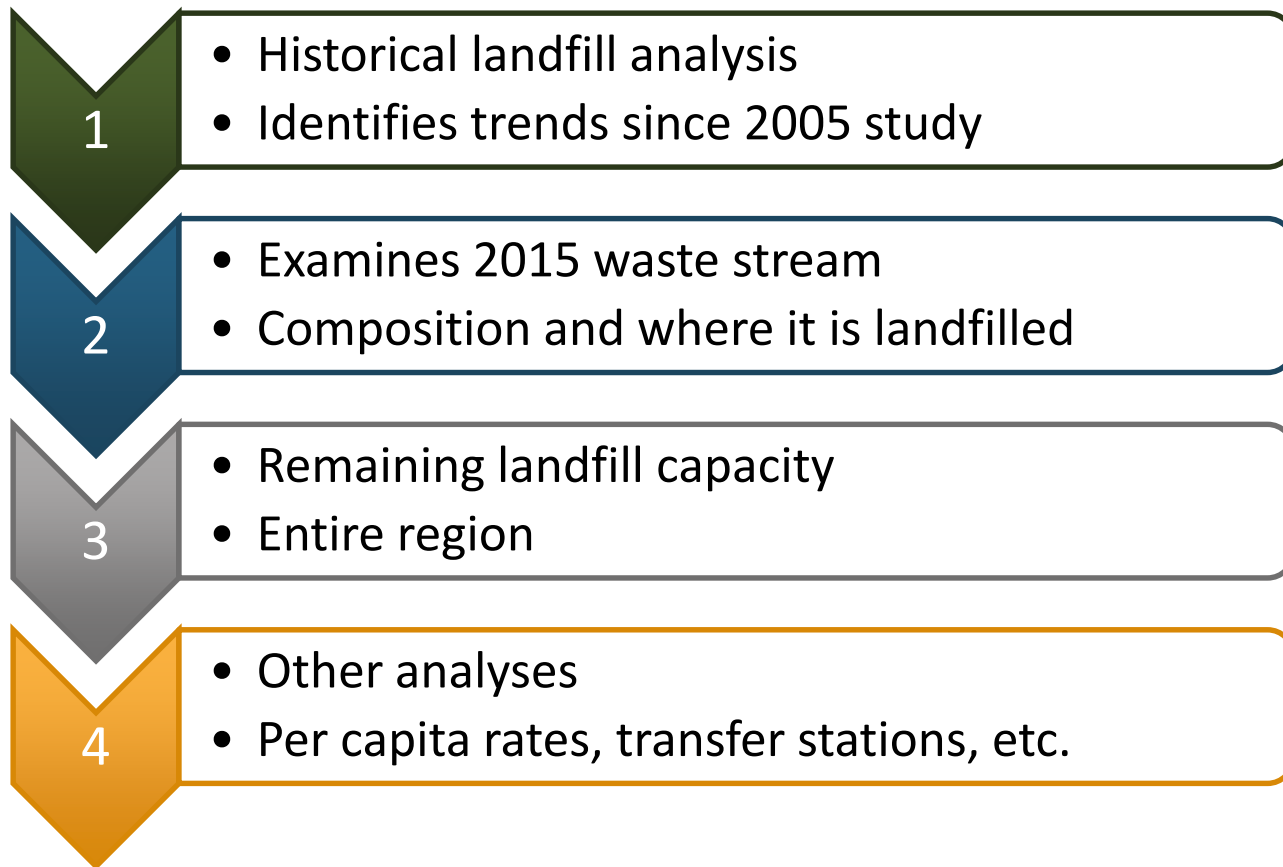 1
• Historical landfill analysis
• Identifies trends since 2005 study
2
• Examines 2015 waste stream
• Composition and where it is landfilled
3
• Remaining landfill capacity
• Entire region
4
• Other analyses
• Per capita rates, transfer stations, etc.